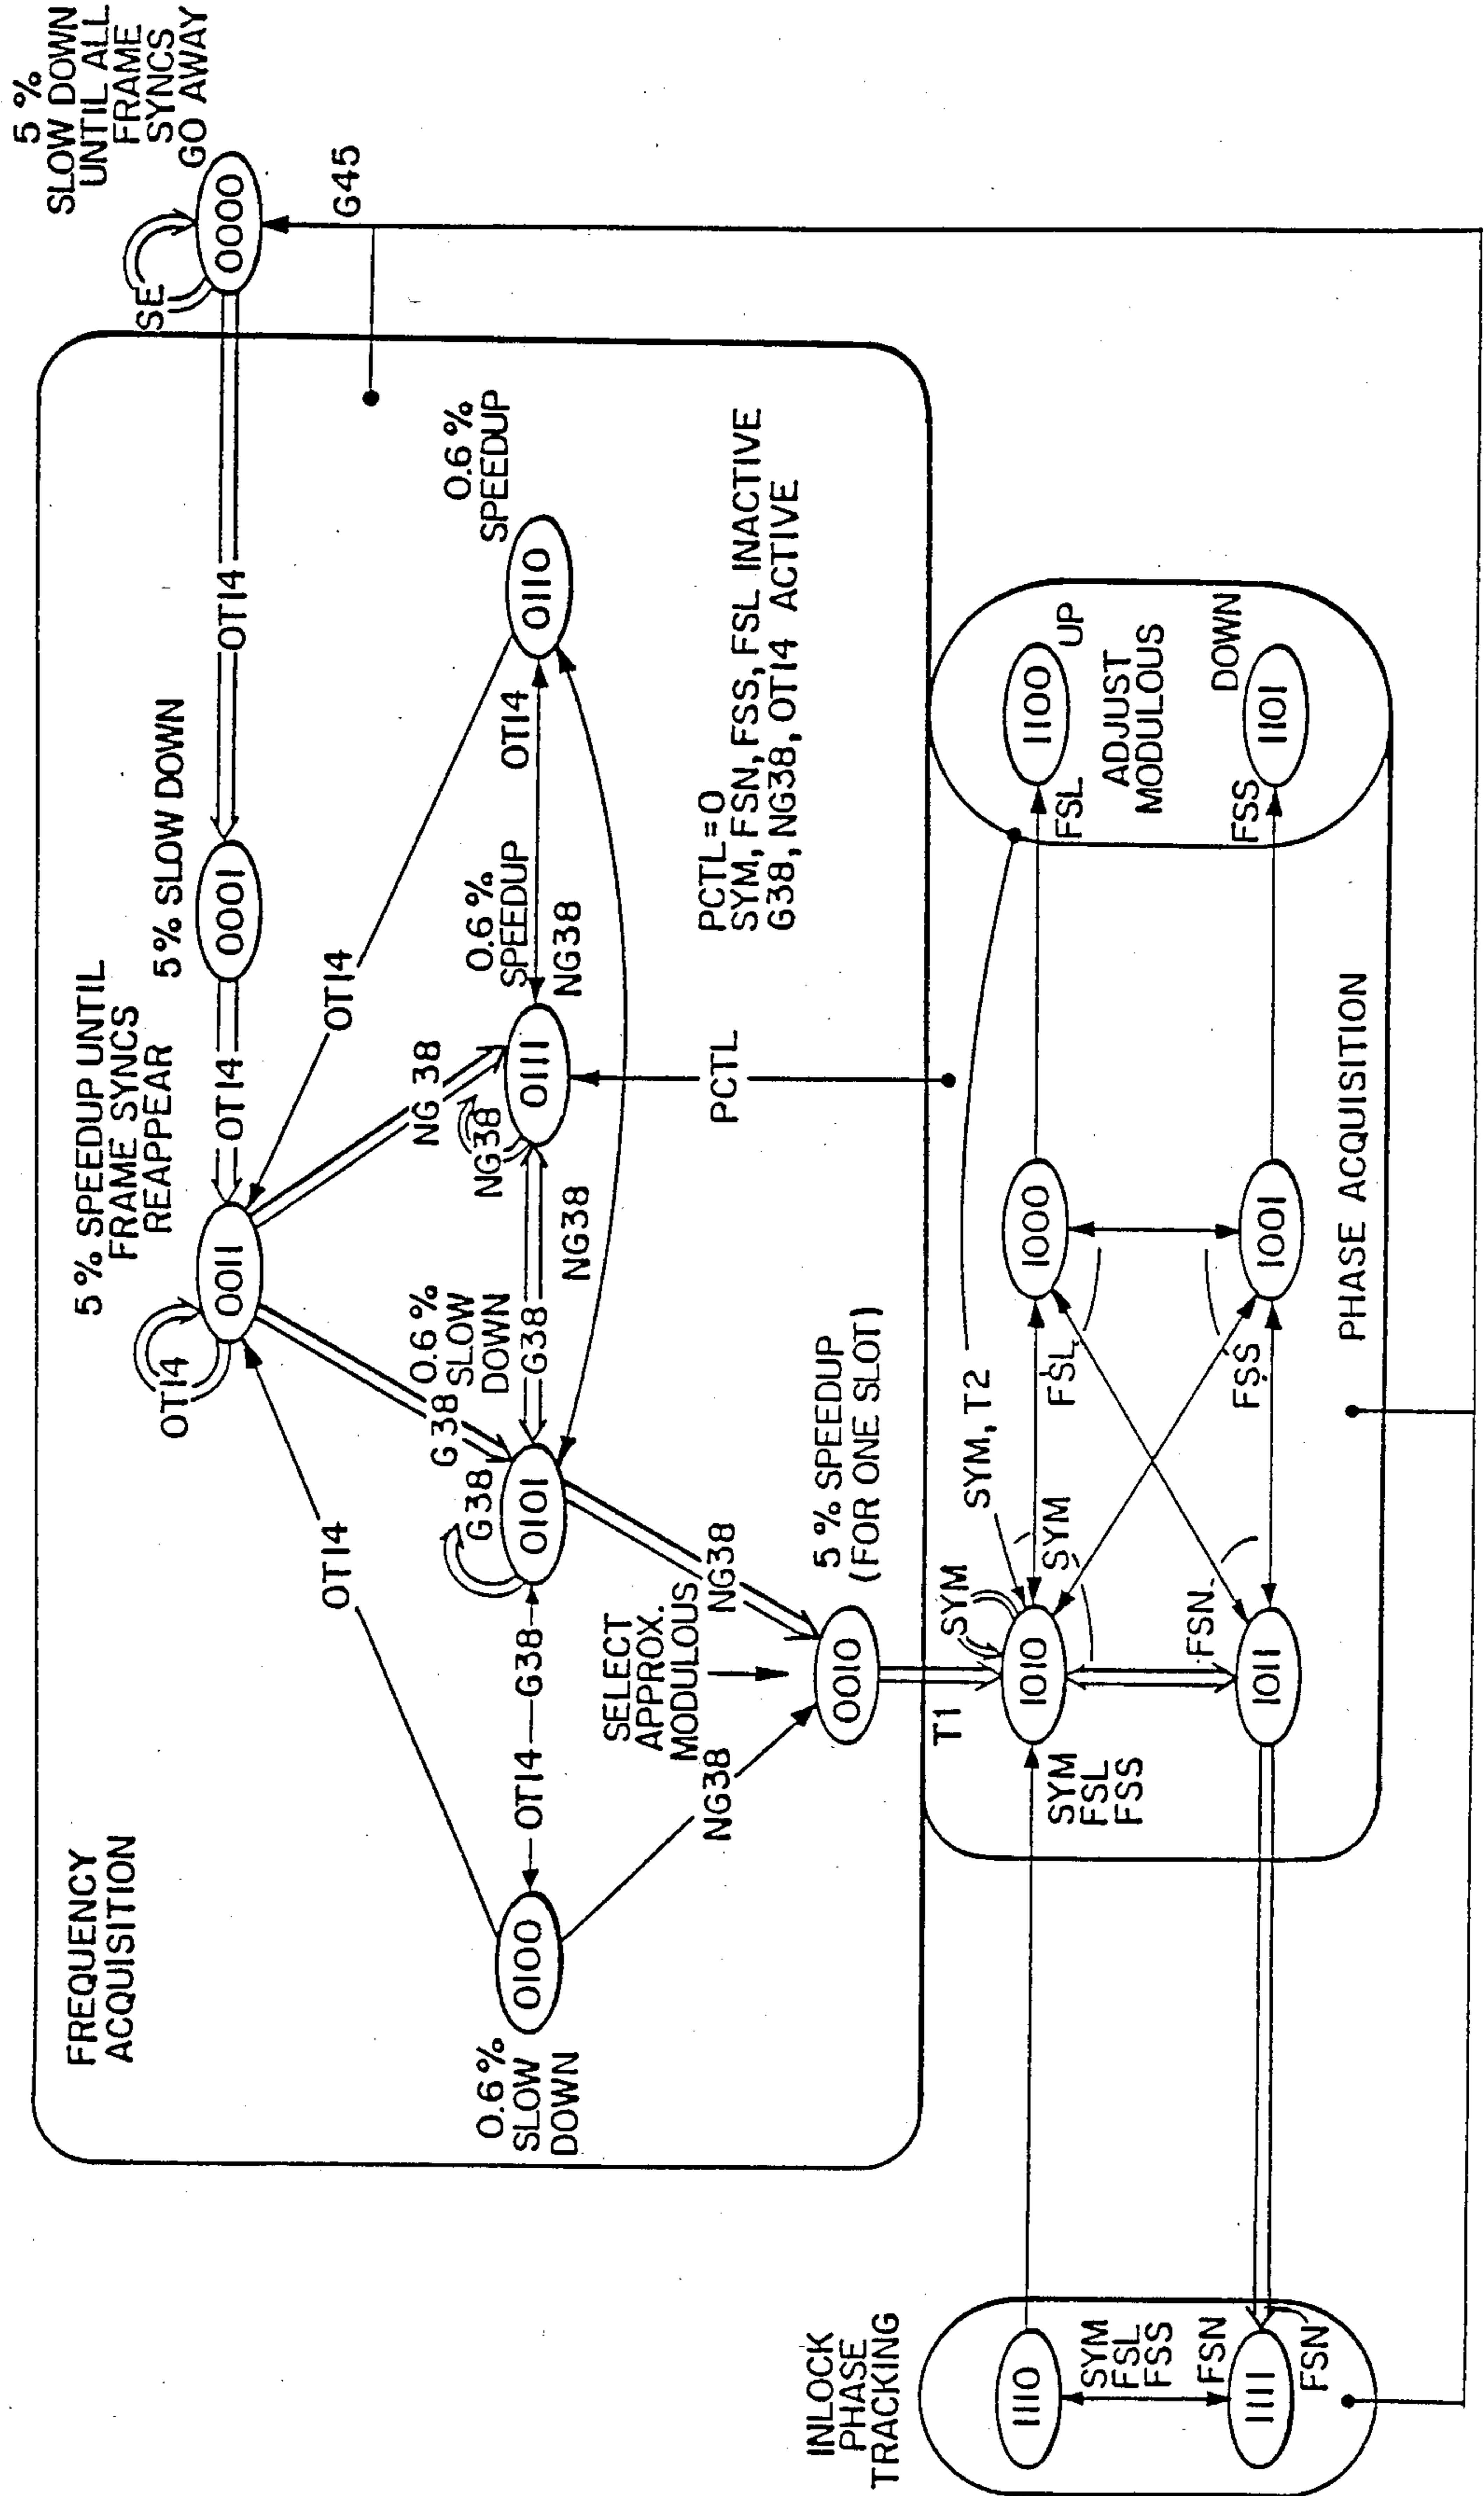 5 %
SLOW DOWN
UNTIL ALL
FRAME
SYNCS
GO AWAY
SE
0000
G45
FREQUENCY
ACQUISITION
5 % SPEEDUP UNTIL
FRAME SYNCS
REAPPEAR
5 % SLOW DOWN
OT14
0011
OT14
0001
OT14
OT14
OT14
0.6 %
SLOW
DOWN
0100
OT14
G38
G38
0101
G38
0.6 %
SLOW
DOWN
G38
NG38
NG 38
NG38
0111
0.6 %
SPEEDUP
NG38
OT14
0110
0.6 %
SPEEDUP
SELECT
APPROX.
MODULOUS
NG38
NG38
0010
5 % SPEEDUP
(FOR ONE SLOT)
PCTL
PCTL=0
SYM, FSN, FSS, FSL INACTIVE
G38, NG38, OT14 ACTIVE
INLOCK
PHASE
TRACKING
1110
SYM
FSL
FSS
FSN
1111
FSN
T1
SYM
SYM, T2
1010
SYM
FSL
FSS
SYM
FSL
1000
FSL
1100
UP
ADJUST
MODULOUS
FSN
1011
FSS
1001
FSS
1101
DOWN
PHASE ACQUISITION